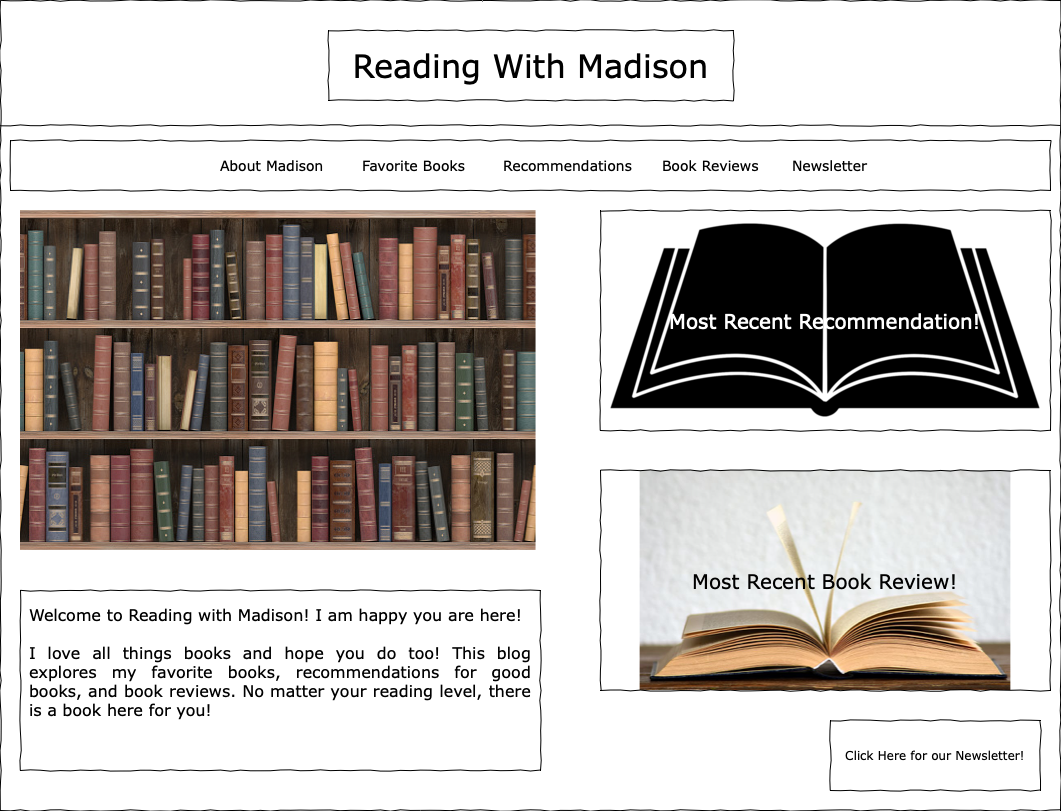 Reading With Madison
About Madison Favorite Books Recommendations Book Reviews Newsletter
Most Recent Recommendation!
Most Recent Book Review!
Welcome to Reading with Madison! I am happy you are here!
I love all things books and hope you do too! This blog
explores my favorite books, recommendations for good
books, and book reviews. No matter your reading level, there
is a book here for you!
Click Here for our Newsletter!